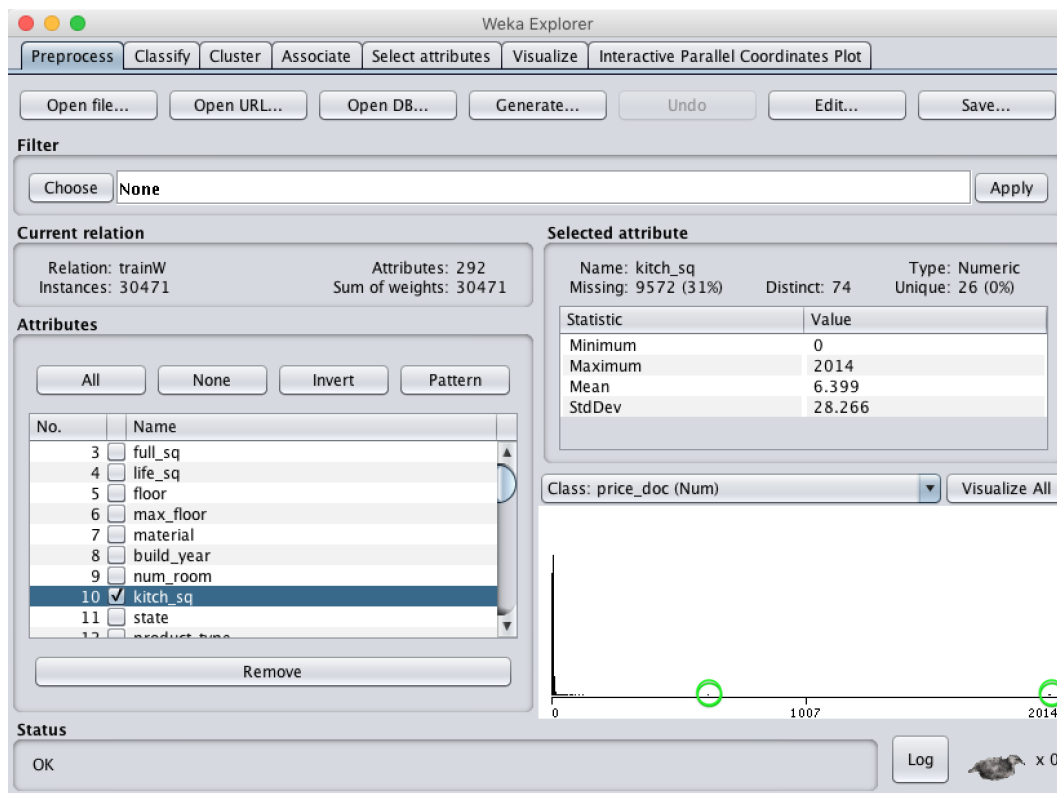 Weka Explorer
Preprocess Classify Cluster Associate Select attributes Visualize Interactive Parallel Coordinates Plot
Open file... Open URL... Open DB... Generate... Undo Edit... Save...
Filter
Choose None Apply
Current relation
Relation: trainW Attributes: 292
Instances: 30471 Sum of weights: 30471
Attributes
All None Invert Pattern
No. Name
3 full_sq
4 life_sq
5 floor
6 max_floor
7 material
8 build_year
9 num_room
10 kitch_sq
11 state
12 product_type
Remove
Selected attribute
Name: kitch_sq Type: Numeric
Missing: 9572 (31%) Distinct: 74 Unique: 26 (0%)
Statistic Value
Minimum 0
Maximum 2014
Mean 6.399
StdDev 28.266
Class: price_doc (Num) Visualize All
0 1007 2014
Status
OK Log x 0